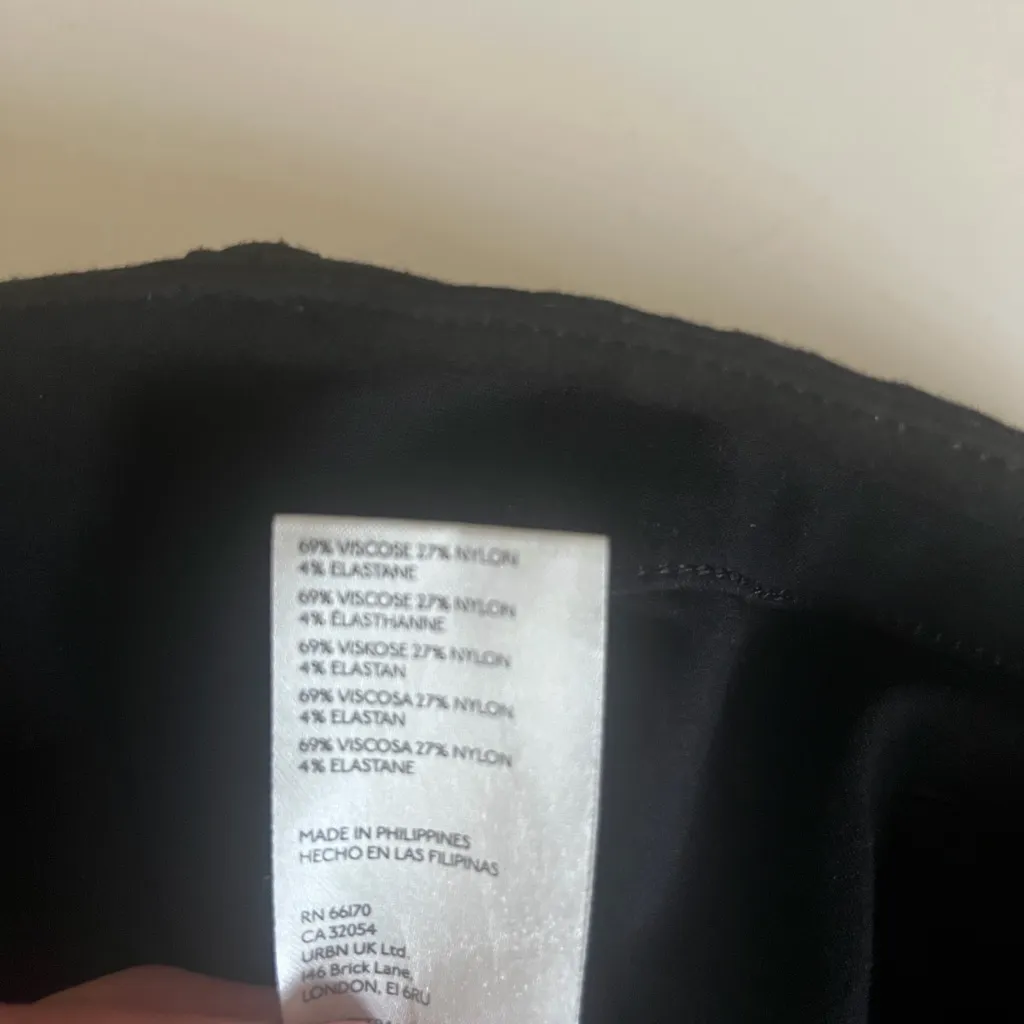 69% VISCOSE 27% NYLON
4% ELASTANE
69% VISCOSE 27% NYLON
4% ÉLASTHANNE
69% VISKOSE 27% NYLON
4% ELASTAN
69% VISCOSA 27% NYLON
4% ELASTAN
69% VISCOSA 27% NYLON
4% ELASTANE
MADE IN PHILIPPINES
HECHO EN LAS FILIPINAS
RN 66170
CA 32054
URBN UK Ltd.
146 Brick Lane,
LONDON, E1 6RU